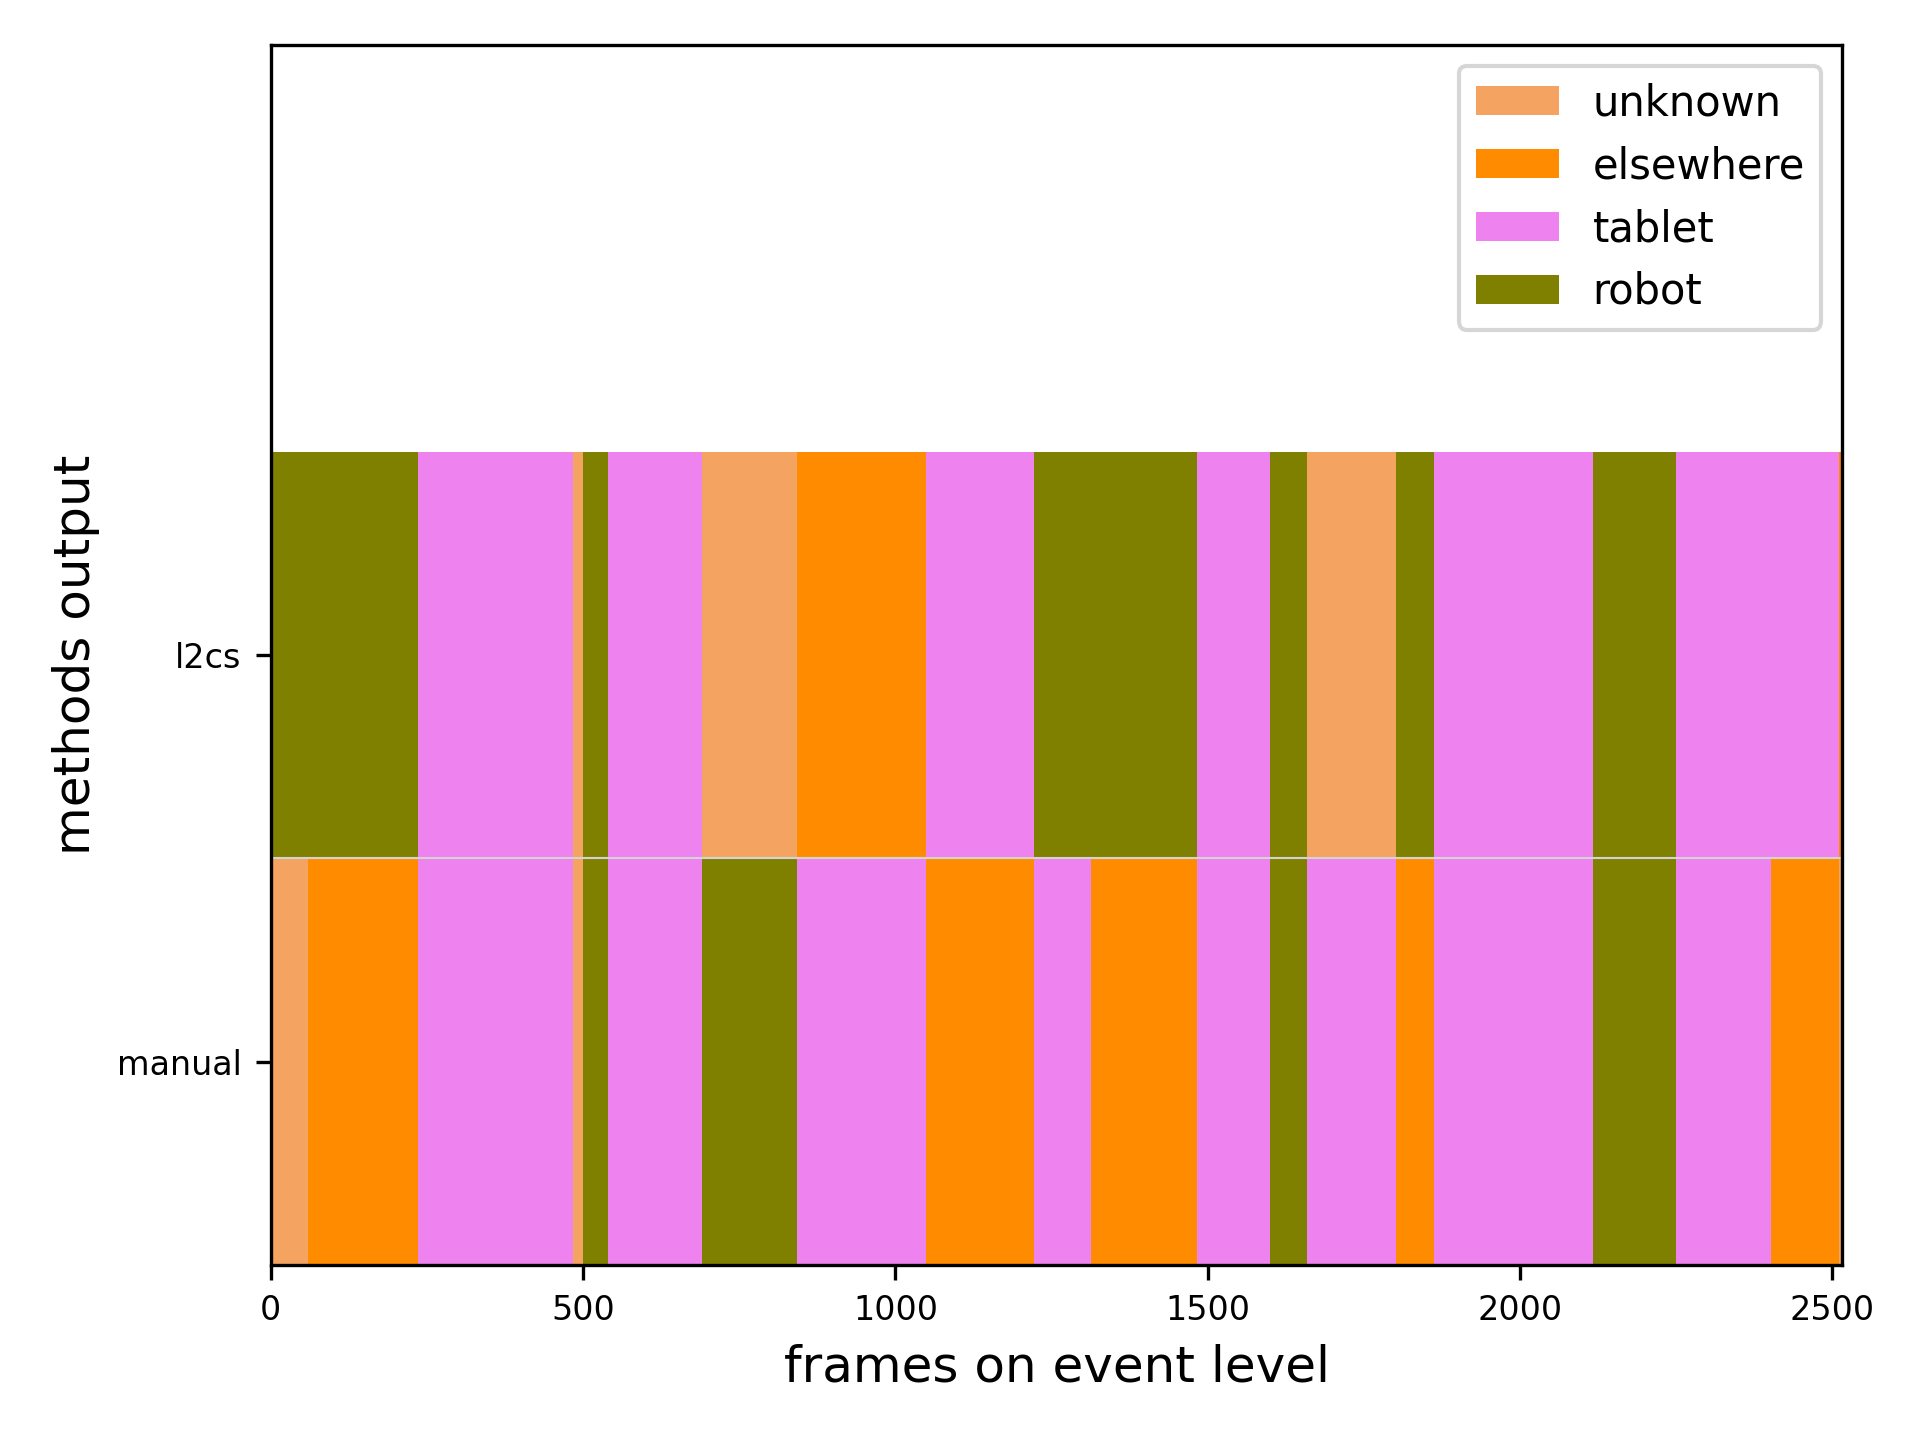 unknown
elsewhere
tablet
robot
methods output
l2cs
manual
0 500 1000 1500 2000 2500
frames on event level